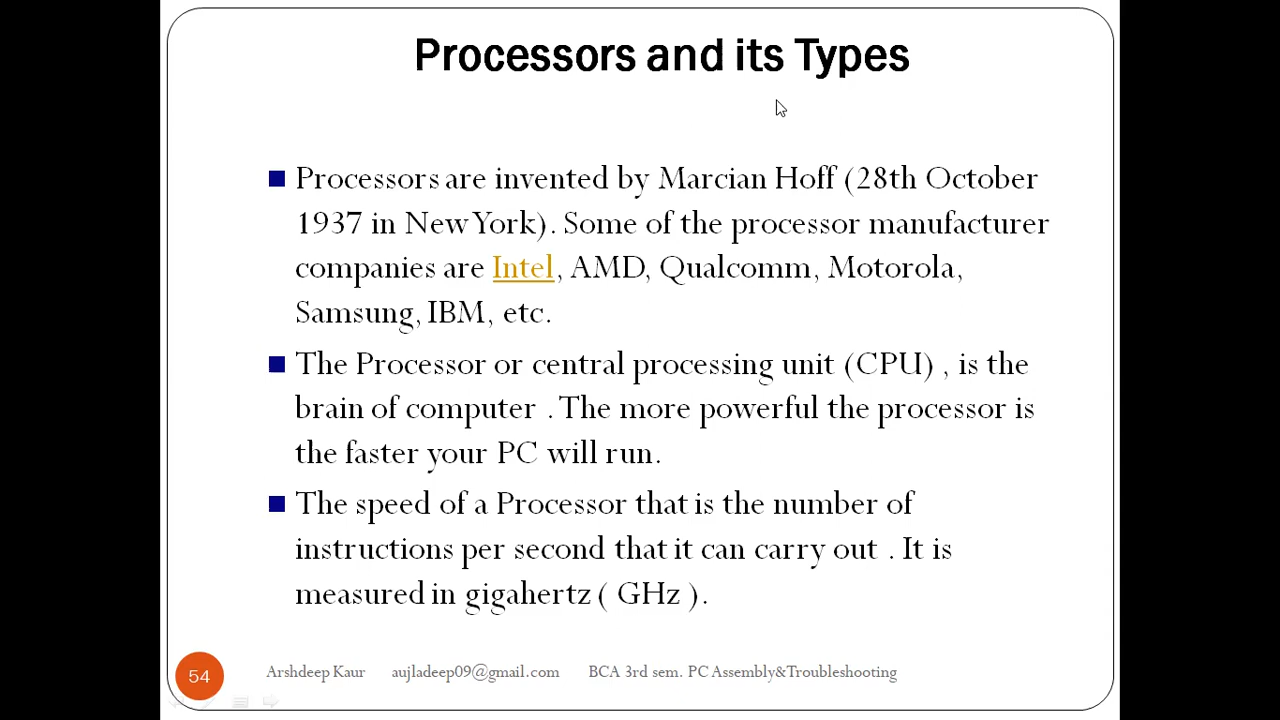 Processors and its Types
Processors are invented by Marcian Hoff (28th October
1937 in New York). Some of the processor manufacturer
companies are Intel, AMD, Qualcomm, Motorola,
Samsung, IBM, etc.
The Processor or central processing unit (CPU) , is the
brain of computer . The more powerful the processor is
the faster your PC will run.
The speed of a Processor that is the number of
instructions per second that it can carry out . It is
measured in gigahertz ( GHz ).
54 Arshdeep Kaur aujladeep09@gmail.com BCA 3rd sem. PC Assembly&Troubleshooting